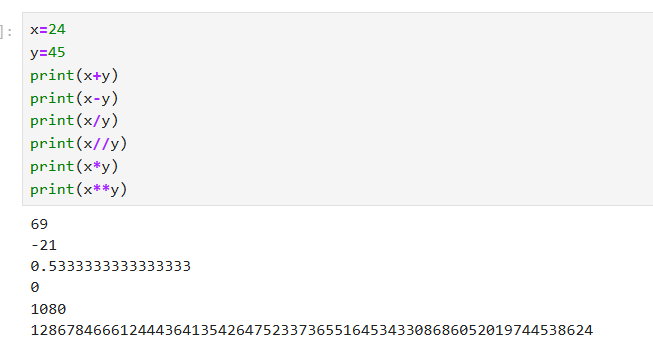 ]:
x=24
y=45
print(x+y)
print(x-y)
print(x/y)
print(x//y)
print(x*y)
print(x**y)
69
-21
0.5333333333333333
0
1080
128678466612444364135426475233736551645343308686052019744538624